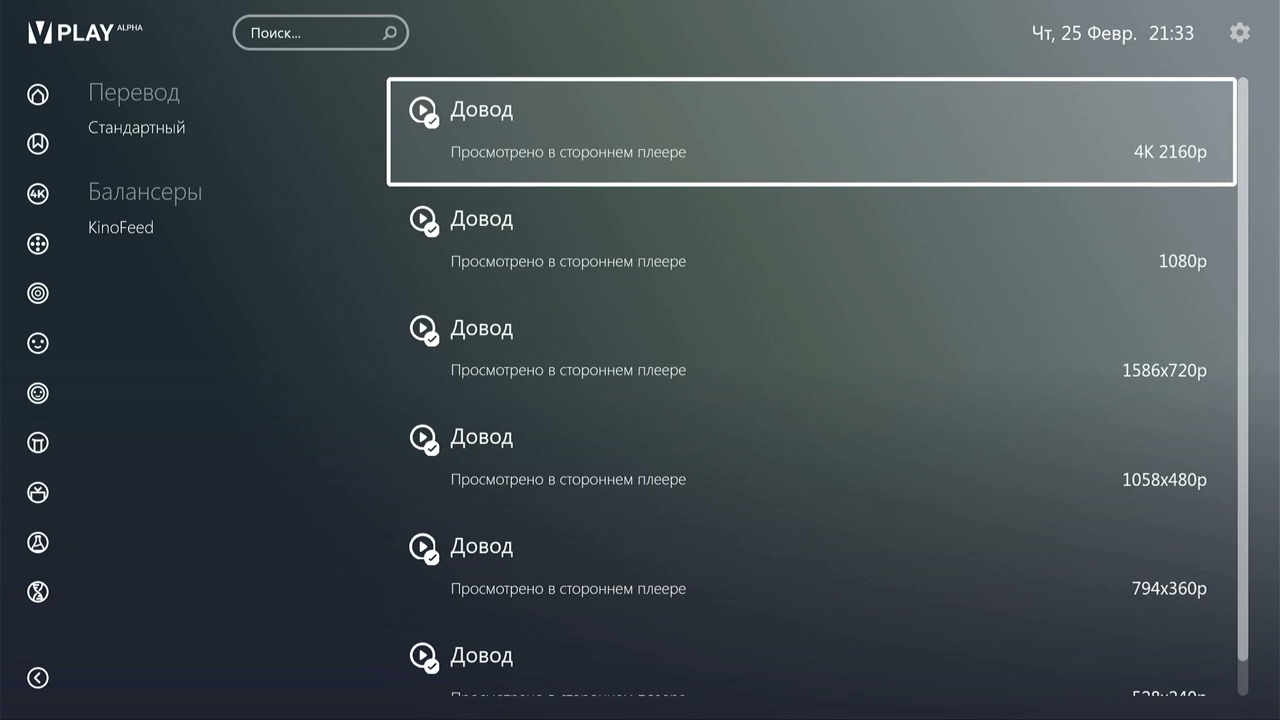 V PLAY ALPHA
Поиск...
Чт, 25 Февр. 21:33
Перевод
Стандартный
Балансеры
KinoFeed
4K
Довод
Просмотрено в стороннем плеере 4K 2160p
Довод
Просмотрено в стороннем плеере 1080p
Довод
Просмотрено в стороннем плеере 1586x720p
Довод
Просмотрено в стороннем плеере 1058x480p
Довод
Просмотрено в стороннем плеере 794x360p
Довод